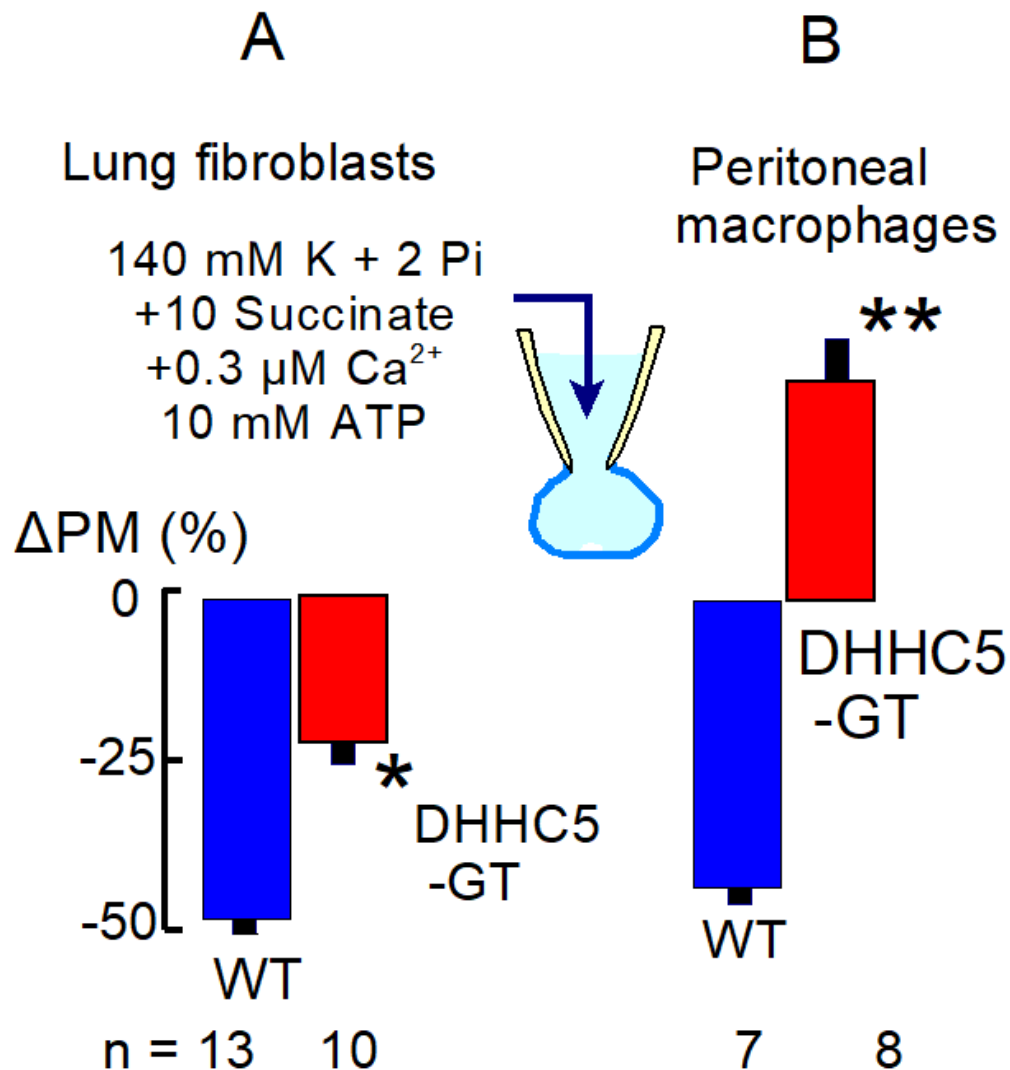 A
B
Lung fibroblasts
140 mM K + 2 Pi
+10 Succinate
+0.3 µM Ca²⁺
10 mM ATP
Peritoneal
macrophages
**
ΔPM (%)
0
-25
-50
*
DHHC5
-GT
WT
DHHC5
-GT
WT
n = 13 10 7 8